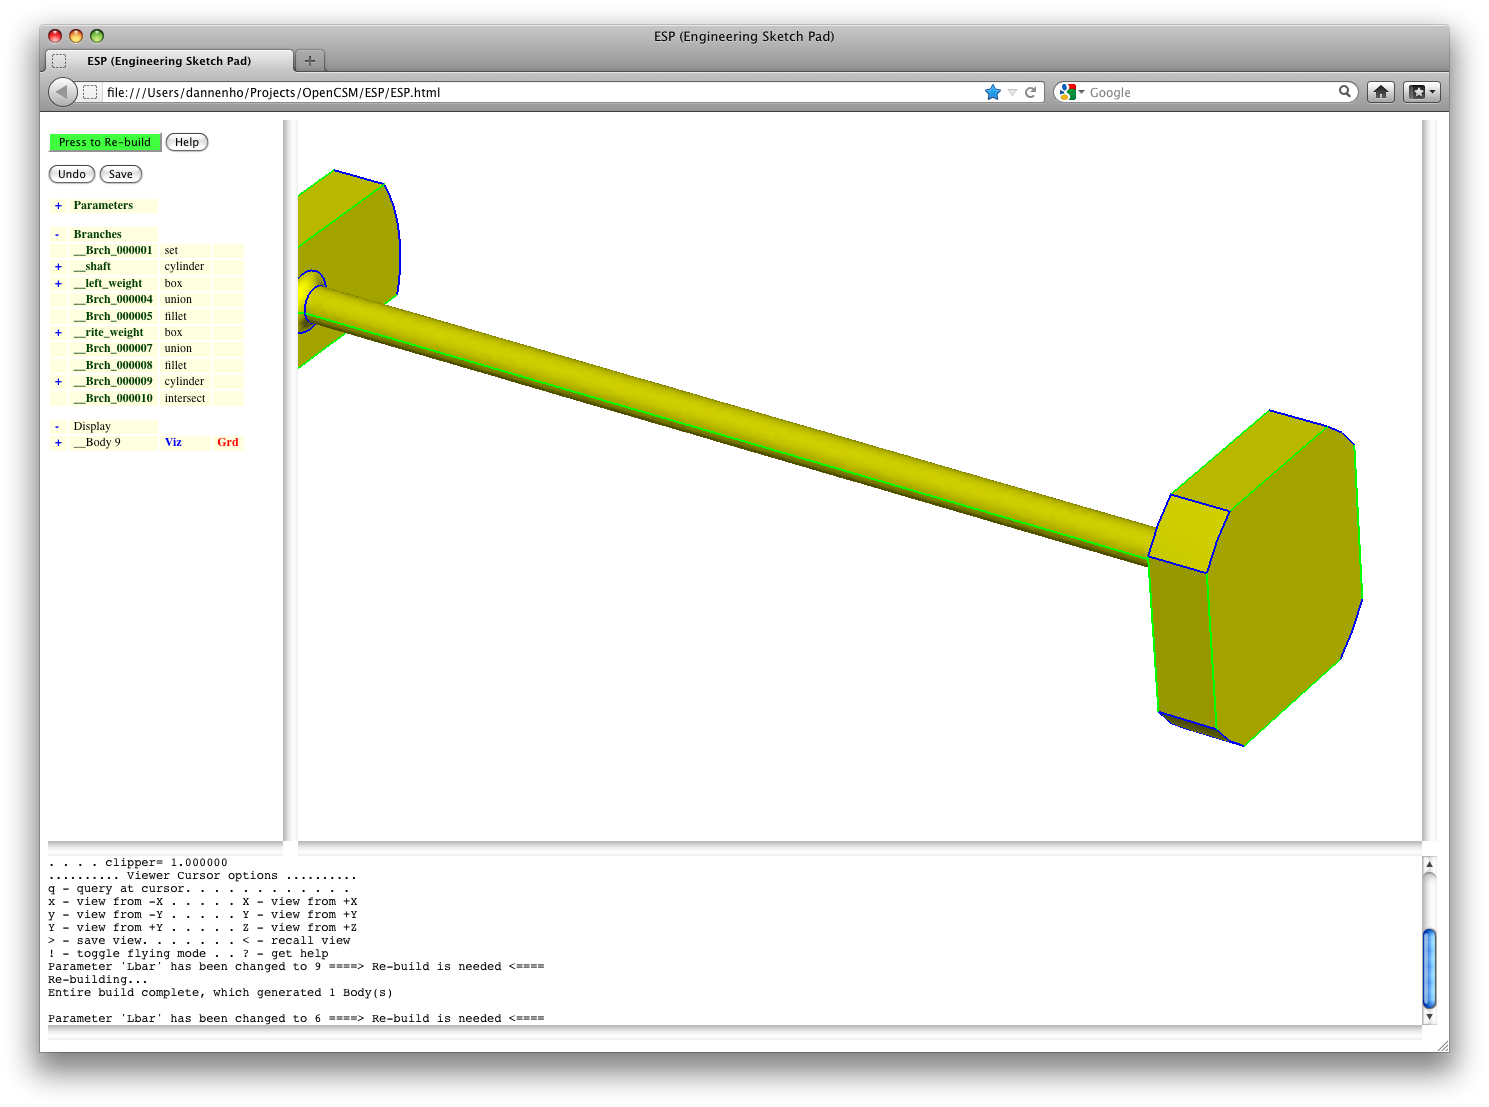 ESP (Engineering Sketch Pad)
ESP (Engineering Sketch Pad) +
file:///Users/dannenho/Projects/OpenCSM/ESP/ESP.html Google
Press to Re-build Help
Undo Save
+ Parameters
- Branches
__Brch_000001 set
+ __shaft cylinder
+ __left_weight box
__Brch_000004 union
__Brch_000005 fillet
+ __rite_weight box
__Brch_000007 union
__Brch_000008 fillet
+ __Brch_000009 cylinder
__Brch_000010 intersect
- Display
+ __Body 9 Viz Grd
. . . . clipper= 1.000000
.......... Viewer Cursor options ..........
q - query at cursor. . . . . . . . . . . .
x - view from -X . . . . . X - view from +X
y - view from -Y . . . . . Y - view from +Y
Y - view from +Y . . . . . Z - view from +Z
> - save view. . . . . . . < - recall view
! - toggle flying mode . . ? - get help
Parameter 'Lbar' has been changed to 9 ====> Re-build is needed <====
Re-building...
Entire build complete, which generated 1 Body(s)
Parameter 'Lbar' has been changed to 6 ====> Re-build is needed <====